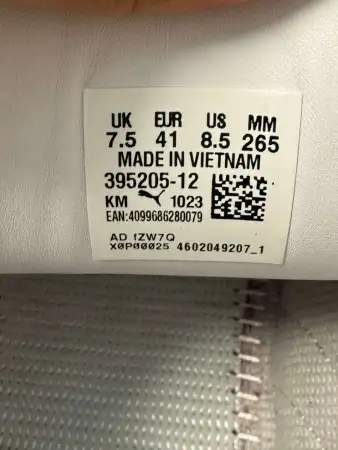 UK EUR US MM
7.5 41 8.5 265
MADE IN VIETNAM
395205-12
KM 1023
EAN:4099686280079
AD 1ZW7Q
X0P00025 4602049207_1